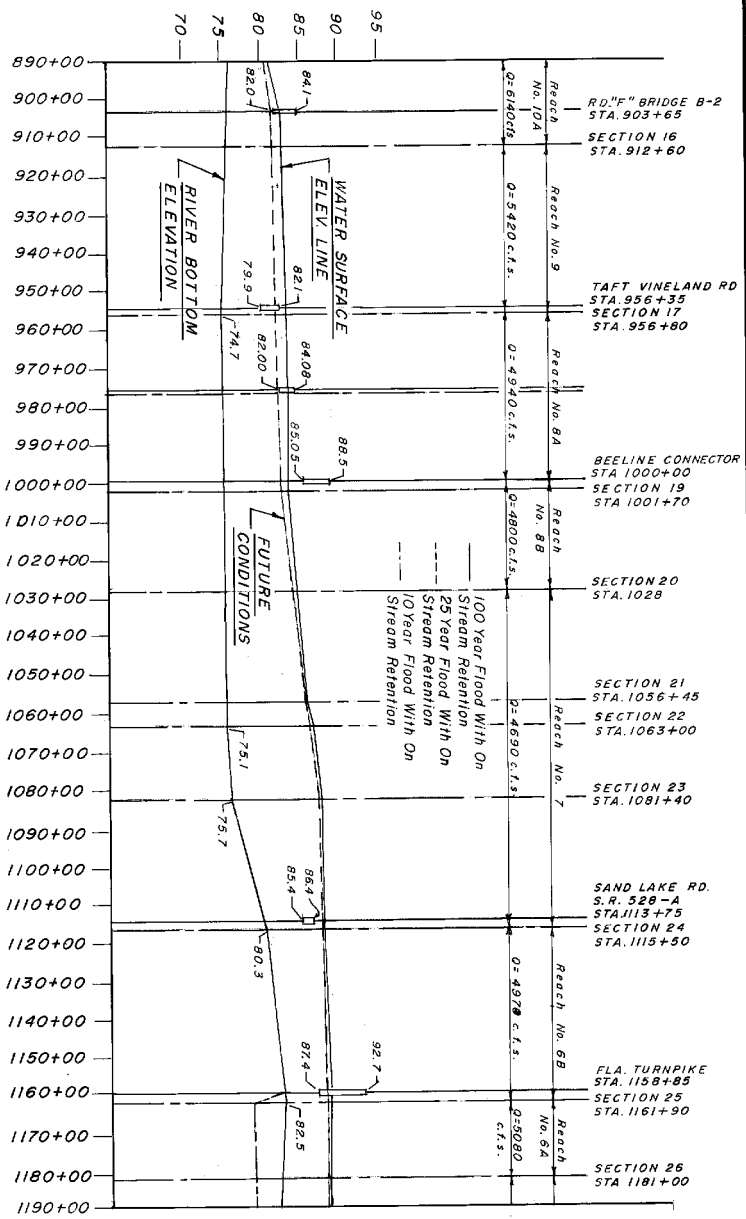 70
75
80
85
90
95
890+00
900+00
910+00
920+00
930+00
940+00
950+00
960+00
970+00
980+00
990+00
1000+00
1010+00
1020+00
1030+00
1040+00
1050+00
1060+00
1070+00
1080+00
1090+00
1100+00
1110+00
1120+00
1130+00
1140+00
1150+00
1160+00
1170+00
1180+00
1190+00
82.0
84.1
RIVER BOTTOM
ELEVATION
WATER SURFACE
ELEV. LINE
79.9
82.1
74.7
82.00
84.08
85.05
88.5
FUTURE
CONDITIONS
100 Year Flood With On
Stream Retention
25 Year Flood With On
Stream Retention
10 Year Flood With On
Stream Retention
75.1
75.7
85.4
86.4
80.3
87.4
92.7
82.5
Reach
No. 10A
Q=6140cfs
Reach No. 9
Q=5420 c.f.s.
Reach No. 8A
Q=4940 c.f.s.
Reach
No. 8B
Q=4800c.f.s.
Reach No. 7
Q=4690 c.f.s.
Reach No. 6B
Q=4978 c.f.s.
Reach
No. 6A
Q=5080
c.f.s.
RD."F" BRIDGE B-2
STA. 903+65
SECTION 16
STA. 912+60
TAFT VINELAND RD
STA. 956+35
SECTION 17
STA. 956+80
BEELINE CONNECTOR
STA 1000+00
SECTION 19
STA 1001+70
SECTION 20
STA. 1028
SECTION 21
STA. 1056+45
SECTION 22
STA. 1063+00
SECTION 23
STA. 1081+40
SAND LAKE RD.
S.R. 528-A
STA.1113+75
SECTION 24
STA. 1115+50
FLA. TURNPIKE
STA. 1158+85
SECTION 25
STA. 1161+90
SECTION 26
STA 1181+00